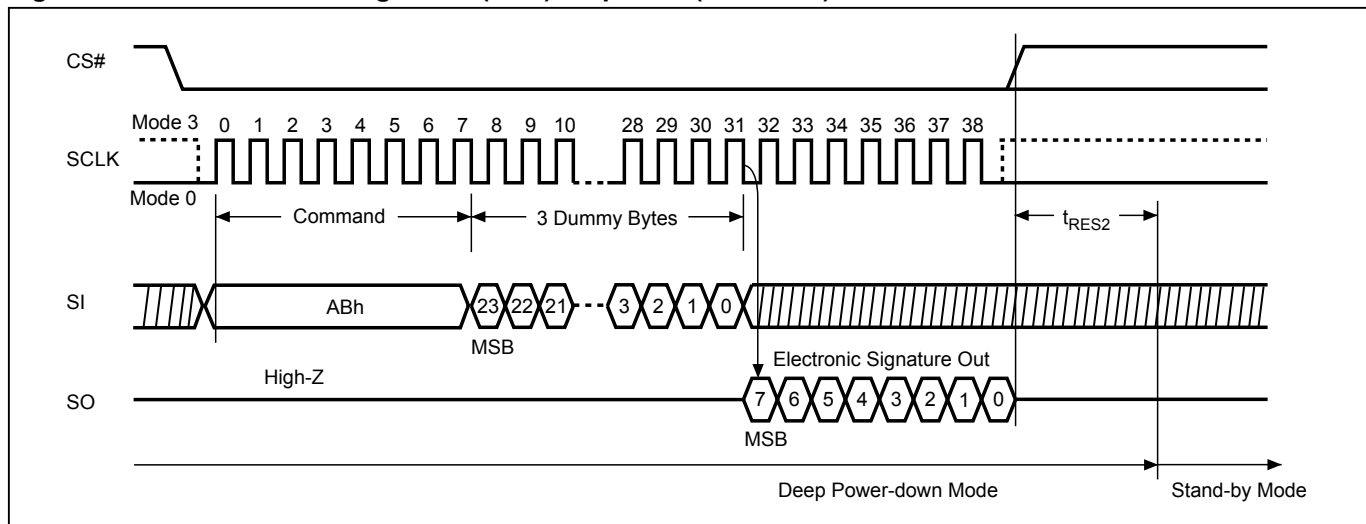 CS#
Mode 3 0 1 2 3 4 5 6 7 8 9 10 28 29 30 31 32 33 34 35 36 37 38
SCLK
Mode 0
Command 3 Dummy Bytes tRES2
SI ABh 23 22 21 3 2 1 0
MSB
Electronic Signature Out
High-Z
SO 7 6 5 4 3 2 1 0
MSB
Deep Power-down Mode Stand-by Mode